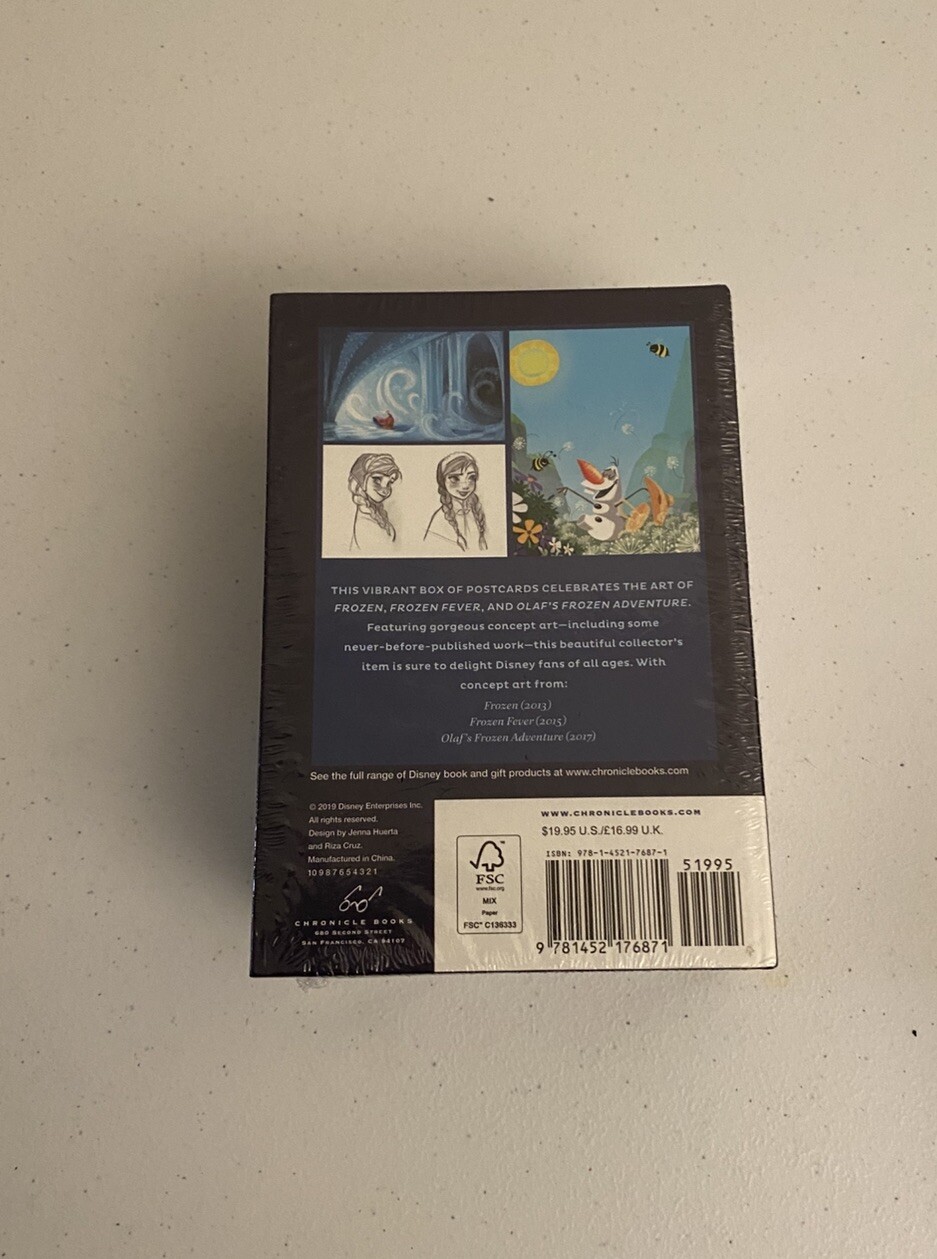 THIS VIBRANT BOX OF POSTCARDS CELEBRATES THE ART OF
FROZEN, FROZEN FEVER, AND OLAF'S FROZEN ADVENTURE.
Featuring gorgeous concept art—including some
never-before-published work—this beautiful collector's
item is sure to delight Disney fans of all ages. With
concept art from:
Frozen (2013)
Frozen Fever (2015)
Olaf's Frozen Adventure (2017)
See the full range of Disney book and gift products at www.chroniclebooks.com
© 2019 Disney Enterprises Inc.
All rights reserved.
Design by Jenna Huerta
and Riza Cruz.
Manufactured in China.
10 9 8 7 6 5 4 3 2 1
CHRONICLE BOOKS
680 SECOND STREET
SAN FRANCISCO, CA 94107
FSC
www.fsc.org
MIX
Paper
FSC™ C136333
WWW.CHRONICLEBOOKS.COM
$19.95 U.S./£16.99 U.K.
ISBN: 978-1-4521-7687-1
51995
9 781452 176871